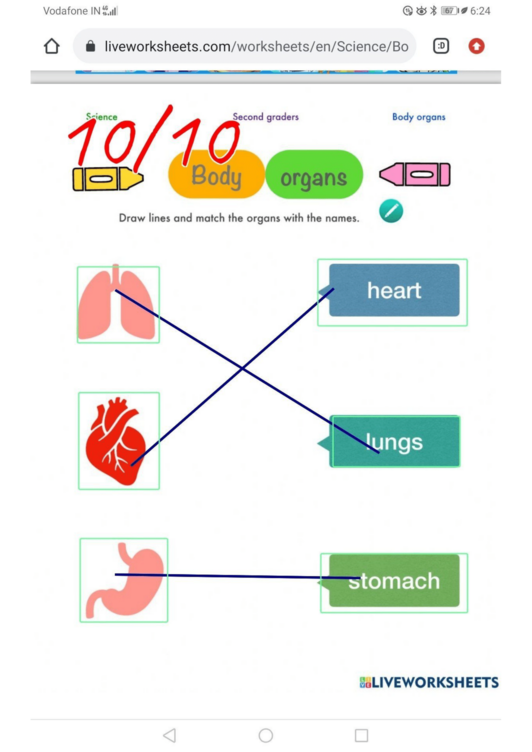 Vodafone IN 4G 67 6:24
liveworksheets.com/worksheets/en/Science/Bo :D
Science Second graders Body organs
10/10
Body organs
Draw lines and match the organs with the names.
heart
lungs
stomach
LIVEWORKSHEETS